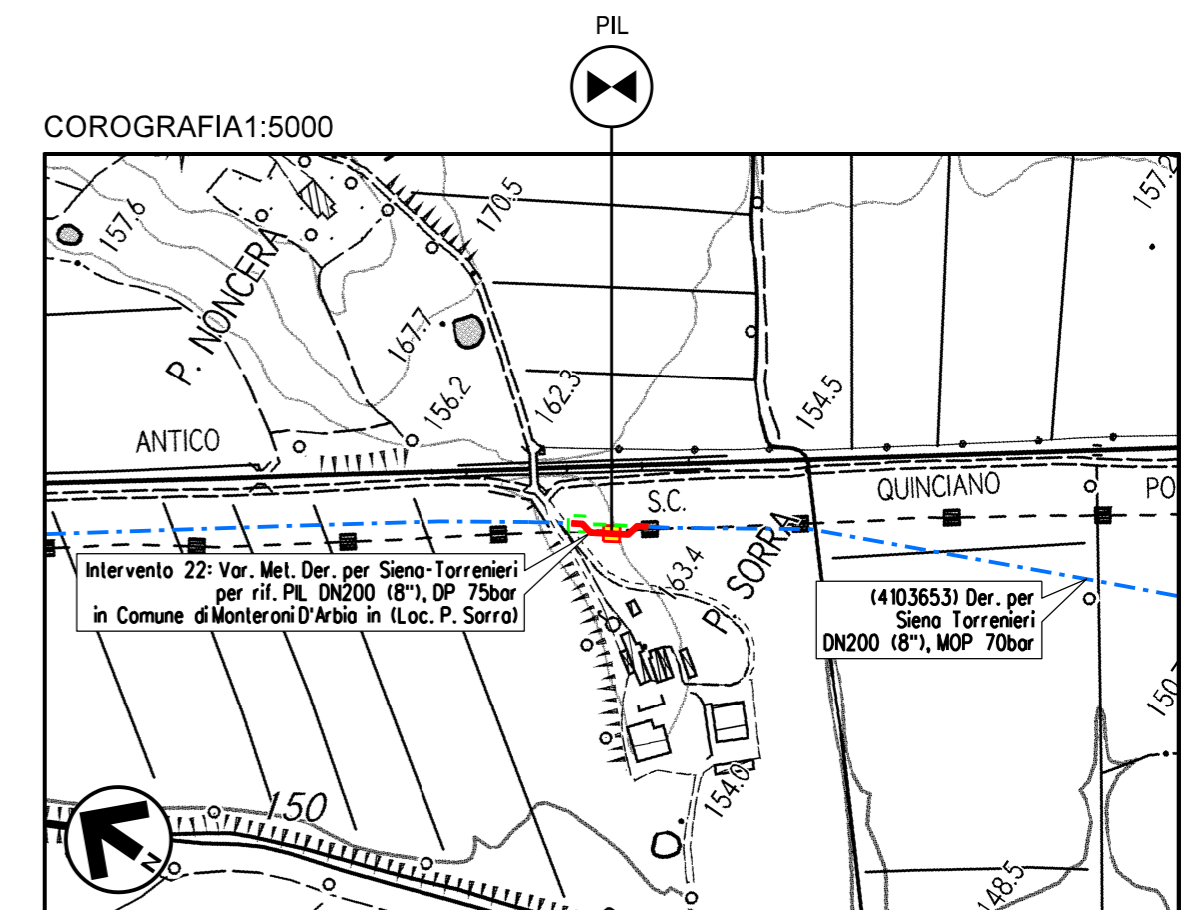 PIL
COROGRAFIA1:5000
157.6
P. NONCERA
170.5
167.7
156.2
162.3
157.2
154.5
ANTICO
S.C.
QUINCIANO
PO
Intervento 22: Var. Met. Der. per Siena-Torrenieri
per rif. PIL DN200 (8"), DP 75bar
in Comune di Monteroni D'Arbia in (Loc. P. Sorra)
63.4
P. SORRA
(4103653) Der. per
Siena Torrenieri
DN200 (8"), MOP 70bar
150.
154.0
150
N
148.5